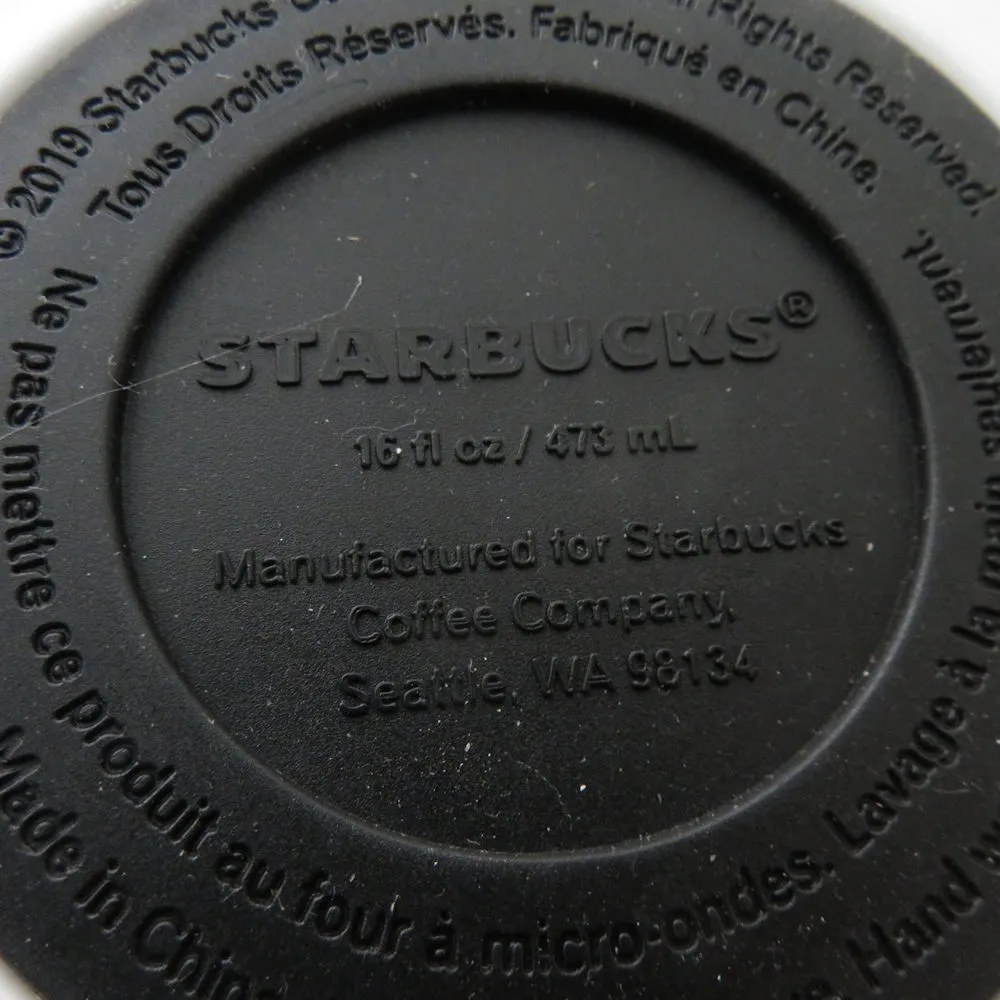 © 2019 Starbucks Rights Reserved.
Tous Droits Réservés. Fabriqué en Chine.
STARBUCKS®
16 fl oz / 473 mL
Manufactured for Starbucks
Coffee Company,
Seattle, WA 98134
Ne pas mettre ce produit au four à micro-ondes. Lavage à la main seulement.
Made in Hand